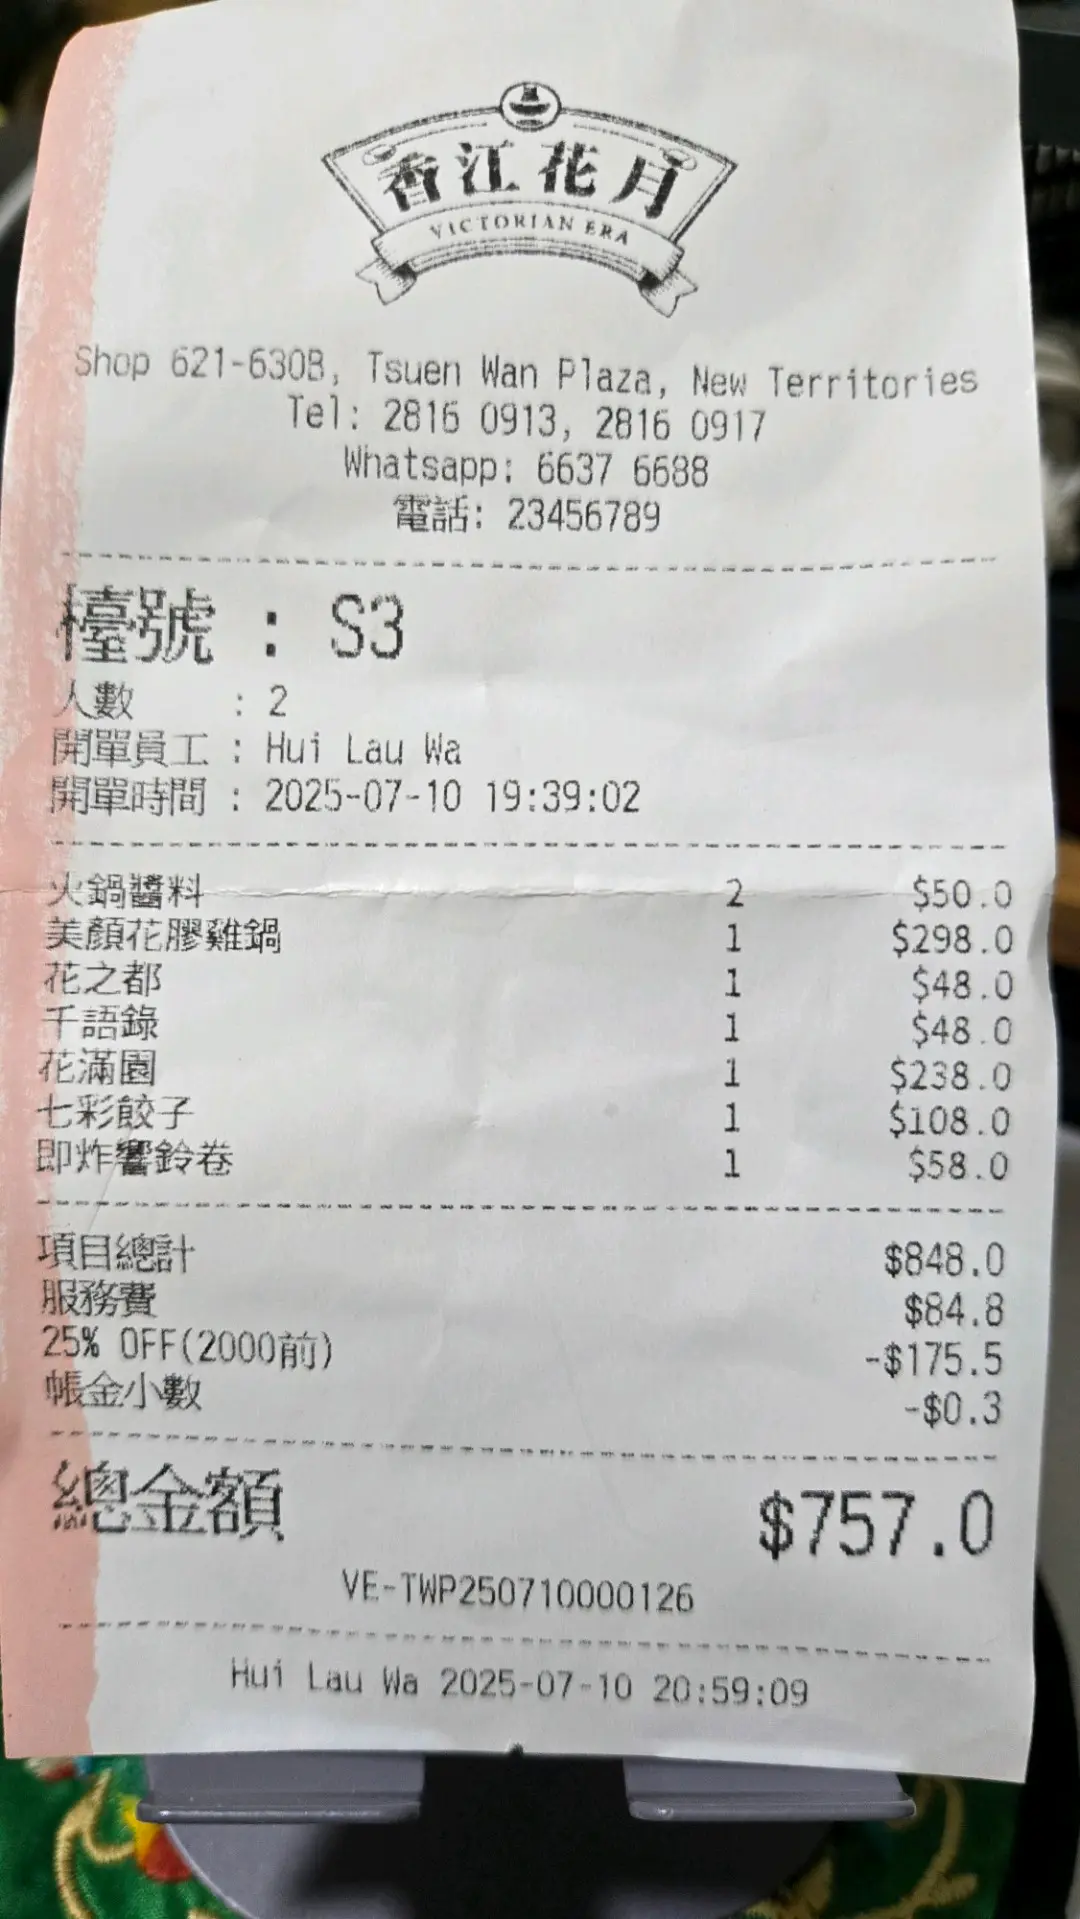 香江花月
VICTORIAN ERA
Shop 621-630B, Tsuen Wan Plaza, New Territories
Tel: 2816 0913, 2816 0917
Whatsapp: 6637 6688
電話: 23456789
檯號 : S3
人數 : 2
開單員工 : Hui Lau Wa
開單時間 : 2025-07-10 19:39:02
火鍋醬料 2 $50.0
美顏花膠雞鍋 1 $298.0
花之都 1 $48.0
千語錄 1 $48.0
花滿園 1 $238.0
七彩餃子 1 $108.0
即炸響鈴卷 1 $58.0
項目總計 $848.0
服務費 $84.8
25% OFF(2000前) -$175.5
帳金小數 -$0.3
總金額 $757.0
VE-TWP250710000126
Hui Lau Wa 2025-07-10 20:59:09